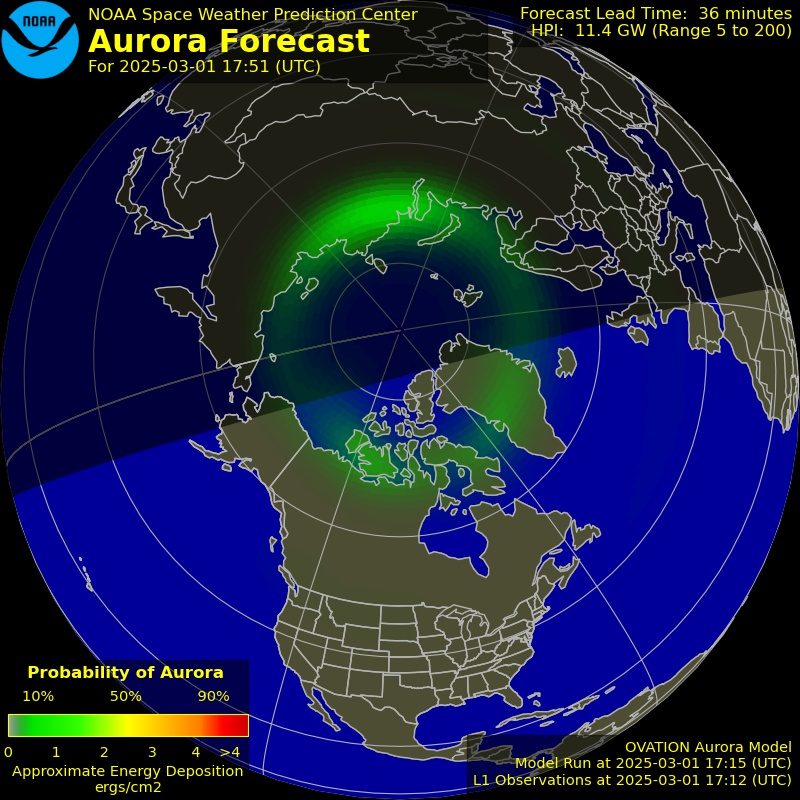 NOAA
NOAA Space Weather Prediction Center
Aurora Forecast
For 2025-03-01 17:51 (UTC)
Forecast Lead Time: 36 minutes
HPI: 11.4 GW (Range 5 to 200)
Probability of Aurora
10% 50% 90%
0 1 2 3 4 >4
Approximate Energy Deposition
ergs/cm2
OVATION Aurora Model
Model Run at 2025-03-01 17:15 (UTC)
L1 Observations at 2025-03-01 17:12 (UTC)